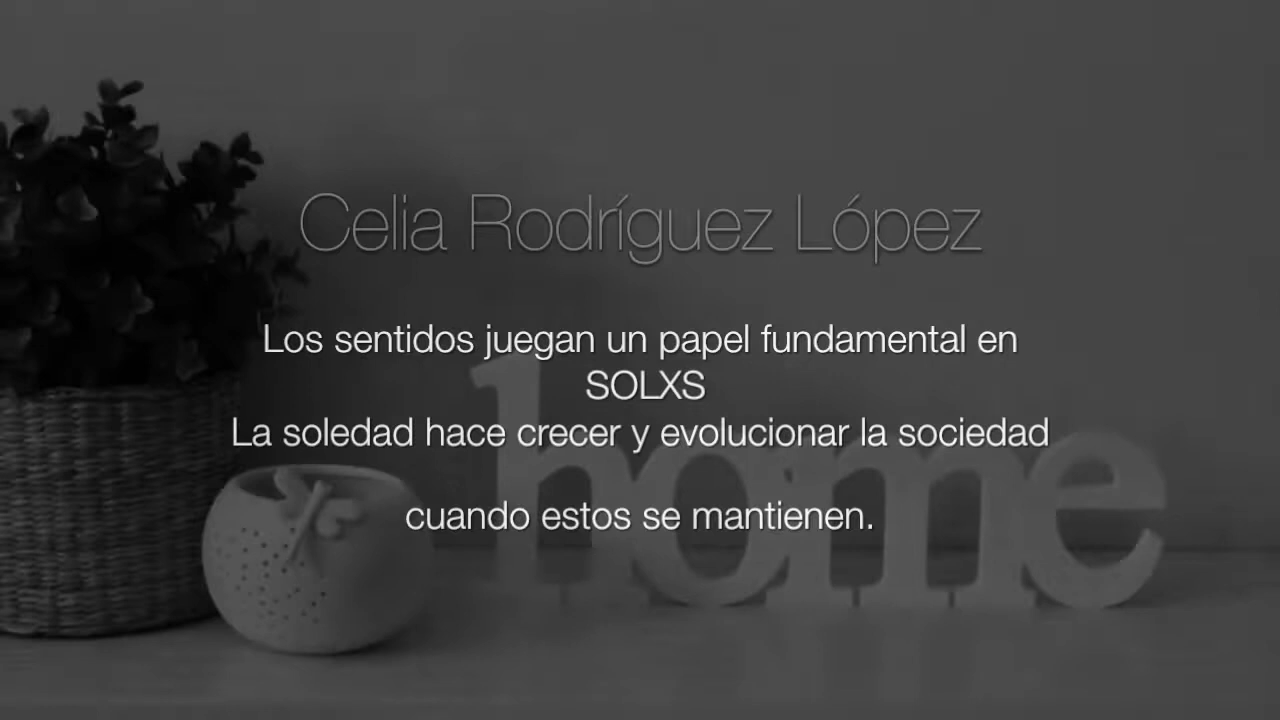 Celia Rodríguez López
Los sentidos juegan un papel fundamental en
SOLXS
La soledad hace crecer y evolucionar la sociedad
cuando estos se mantienen.
home